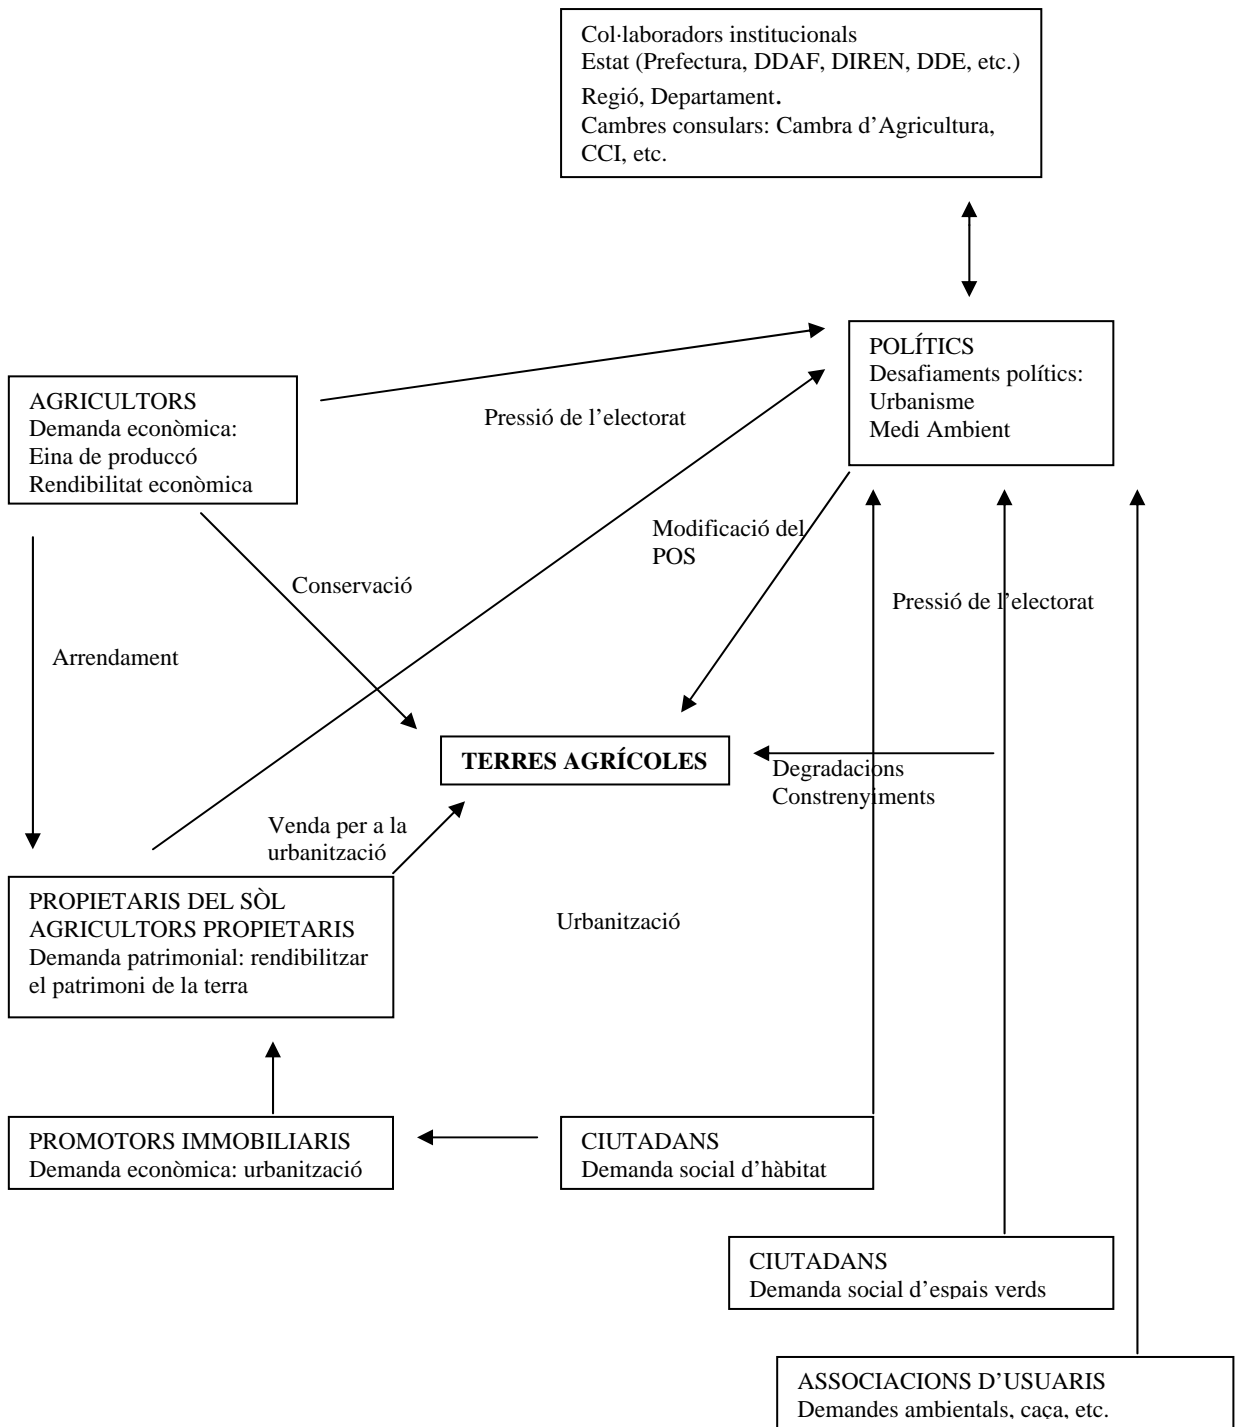 Col·laboradors institucionals
Estat (Prefectura, DDAF, DIREN, DDE, etc.)
Regió, Departament.
Cambres consulars: Cambra d’Agricultura,
CCI, etc.
POLÍTICS
Desafiaments polítics:
Urbanisme
Medi Ambient
AGRICULTORS
Demanda econòmica:
Eina de produccó
Rendibilitat econòmica
Pressió de l’electorat
Modificació del
POS
Conservació
Pressió de l’electorat
Arrendament
TERRES AGRÍCOLES
Degradacions
Constrenyiments
Venda per a la
urbanització
PROPIETARIS DEL SÒL
AGRICULTORS PROPIETARIS
Demanda patrimonial: rendibilitzar
el patrimoni de la terra
Urbanització
PROMOTORS IMMOBILIARIS
Demanda econòmica: urbanització
CIUTADANS
Demanda social d’hàbitat
CIUTADANS
Demanda social d’espais verds
ASSOCIACIONS D’USUARIS
Demandes ambientals, caça, etc.